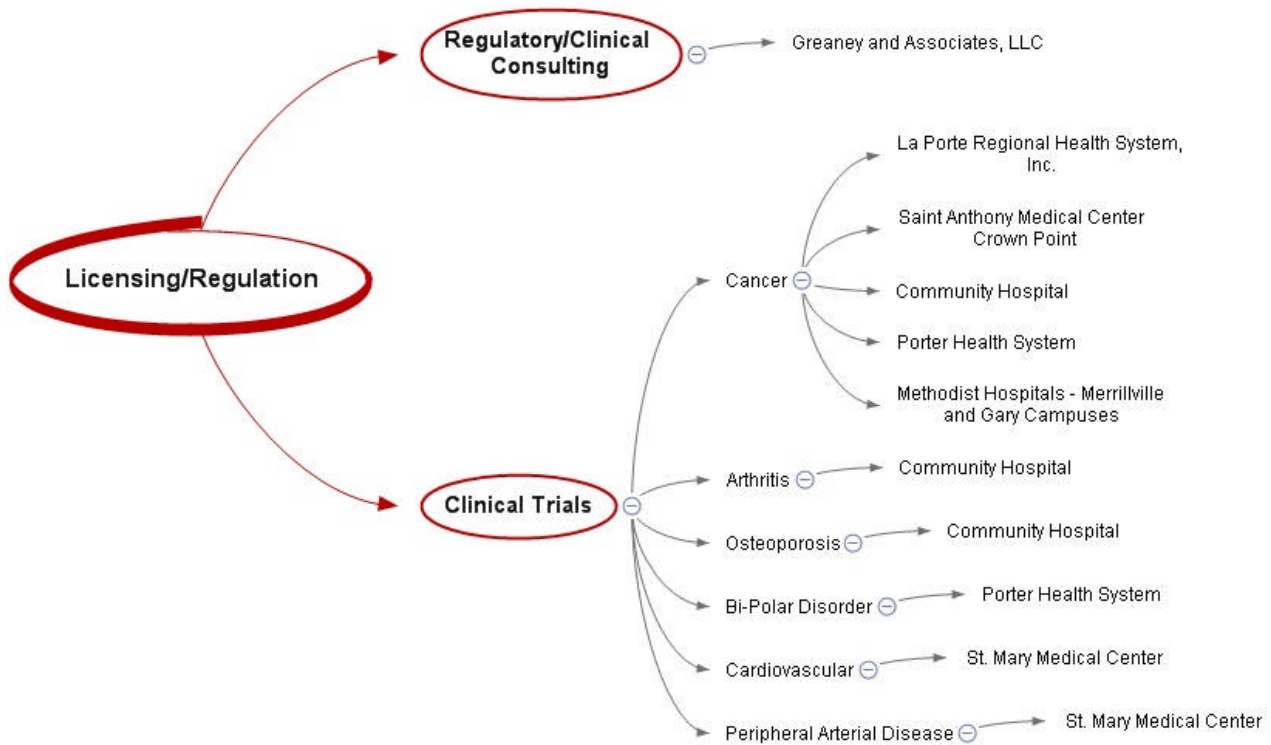 Regulatory/Clinical
Consulting
Greaney and Associates, LLC
La Porte Regional Health System,
Inc.
Saint Anthony Medical Center
Crown Point
Licensing/Regulation
Cancer
Community Hospital
Porter Health System
Methodist Hospitals - Merrillville
and Gary Campuses
Arthritis
Community Hospital
Clinical Trials
Osteoporosis
Community Hospital
Bi-Polar Disorder
Porter Health System
Cardiovascular
St. Mary Medical Center
Peripheral Arterial Disease
St. Mary Medical Center